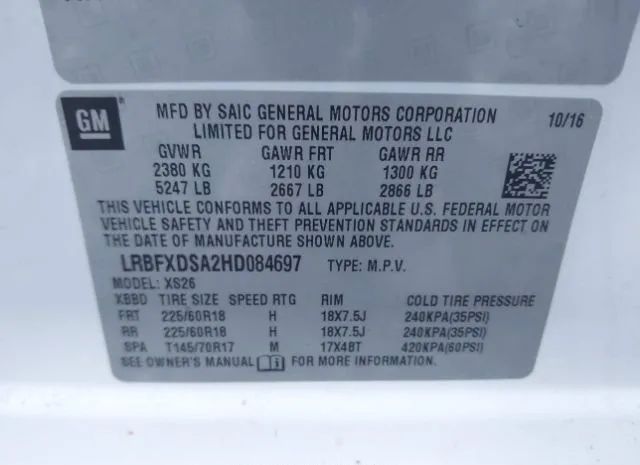 GM
MFD BY SAIC GENERAL MOTORS CORPORATION
LIMITED FOR GENERAL MOTORS LLC
10/16
GVWR GAWR FRT GAWR RR
2380 KG 1210 KG 1300 KG
5247 LB 2667 LB 2866 LB
THIS VEHICLE CONFORMS TO ALL APPLICABLE U.S. FEDERAL MOTOR
VEHICLE SAFETY AND THEFT PREVENTION STANDARDS IN EFFECT ON
THE DATE OF MANUFACTURE SHOWN ABOVE.
LRBFXDSA2HD084697 TYPE: M.P.V.
MODEL: XS26
XBBD TIRE SIZE SPEED RTG RIM COLD TIRE PRESSURE
FRT 225/60R18 H 18X7.5J 240KPA(35PSI)
RR 225/60R18 H 18X7.5J 240KPA(35PSI)
SPA T145/70R17 M 17X4BT 420KPA(60PSI)
SEE OWNER'S MANUAL FOR MORE INFORMATION.